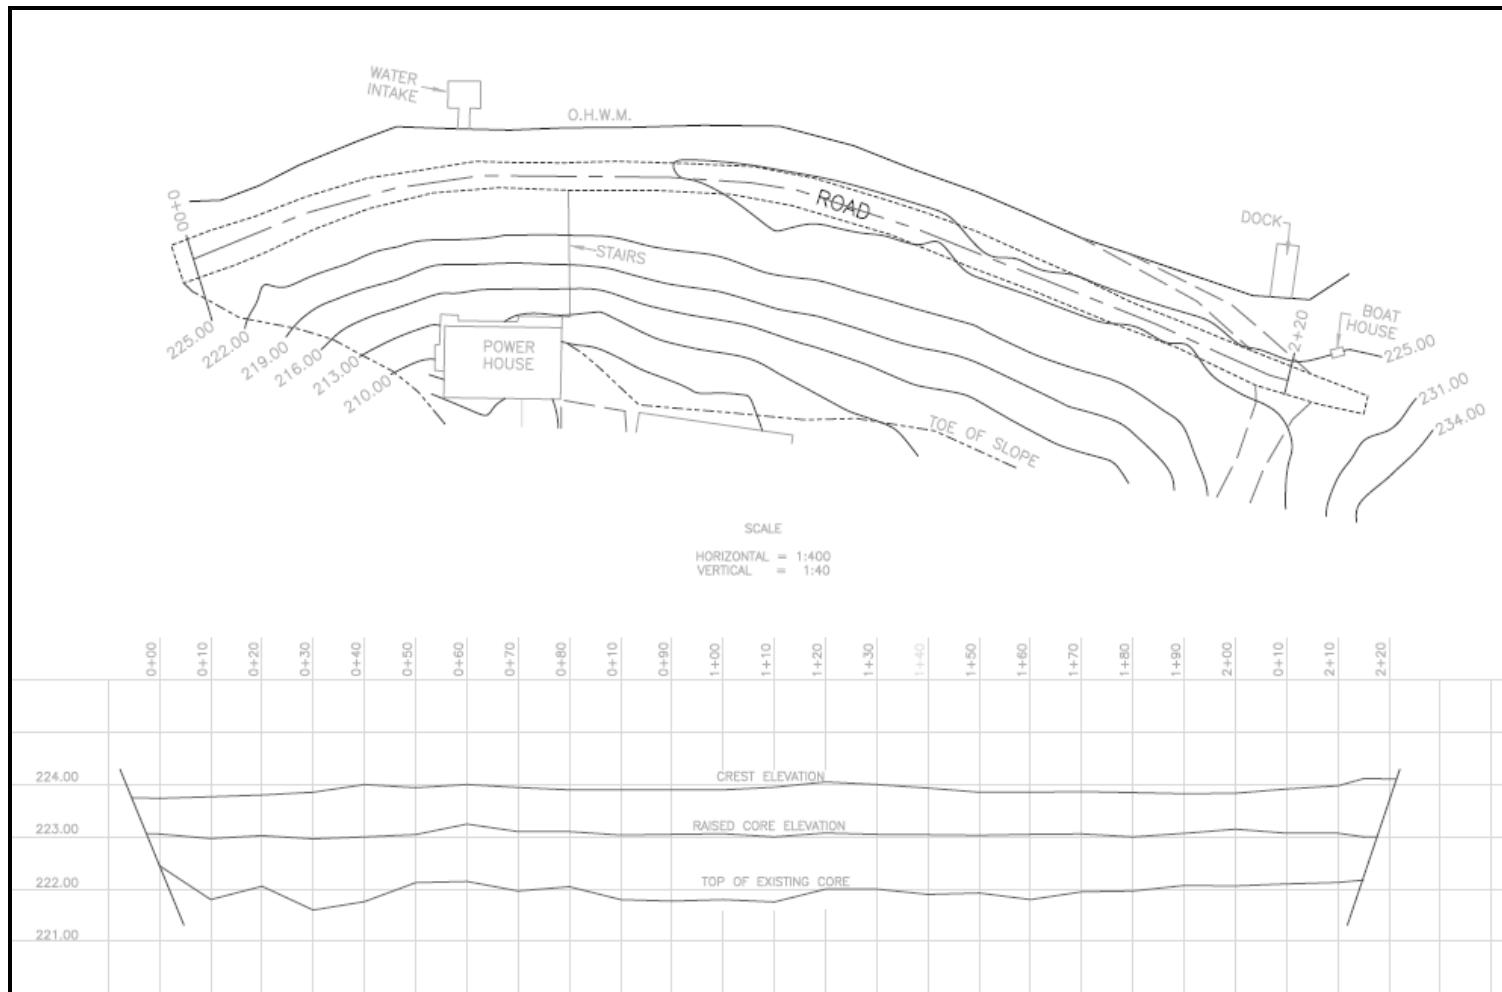 WATER
INTAKE
O.H.W.M.
0+00
ROAD
DOCK
STAIRS
2+20
BOAT
HOUSE
225.00
225.00
222.00
219.00
216.00
213.00
210.00
POWER
HOUSE
231.00
234.00
TOE OF SLOPE
SCALE
HORIZONTAL = 1:400
VERTICAL = 1:40
0+00 0+10 0+20 0+30 0+40 0+50 0+60 0+70 0+80 0+10 0+90 1+00 1+10 1+20 1+30 1+40 1+50 1+60 1+70 1+80 1+90 2+00 0+10 2+10 2+20
224.00 CREST ELEVATION
223.00 RAISED CORE ELEVATION
222.00 TOP OF EXISTING CORE
221.00